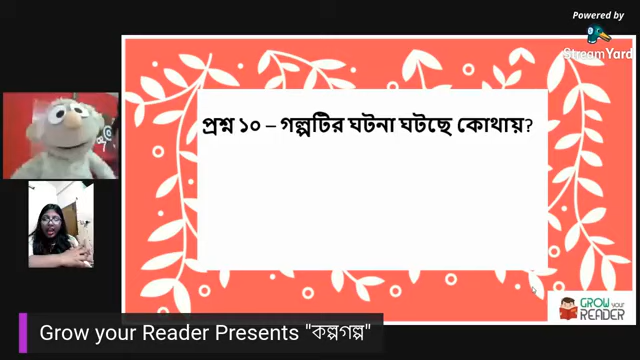 Powered by
StreamYard
প্রশ্ন ১০ – গল্পটির ঘটনা ঘটছে কোথায়?
GROW your
READER
Grow your Reader Presents "কল্পগল্প"